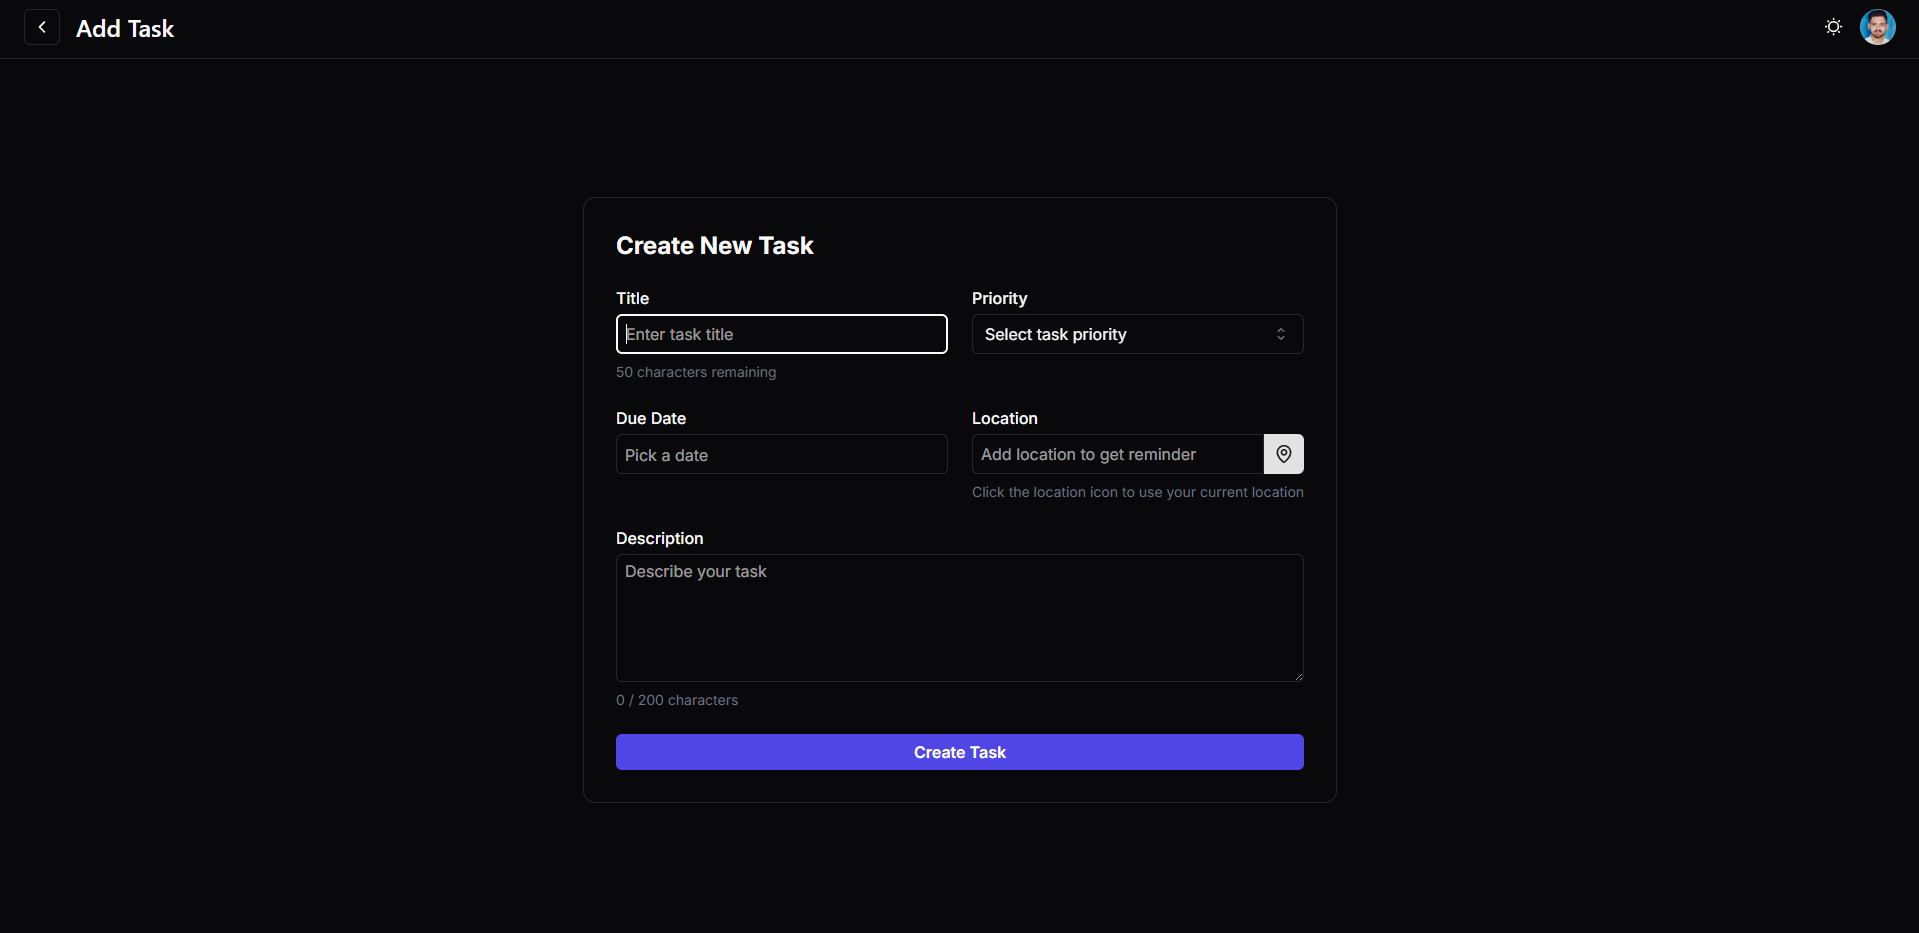 Add Task
Create New Task
Title
Priority
Enter task title
Select task priority
50 characters remaining
Due Date
Location
Pick a date
Add location to get reminder
Click the location icon to use your current location
Description
Describe your task
0 / 200 characters
Create Task